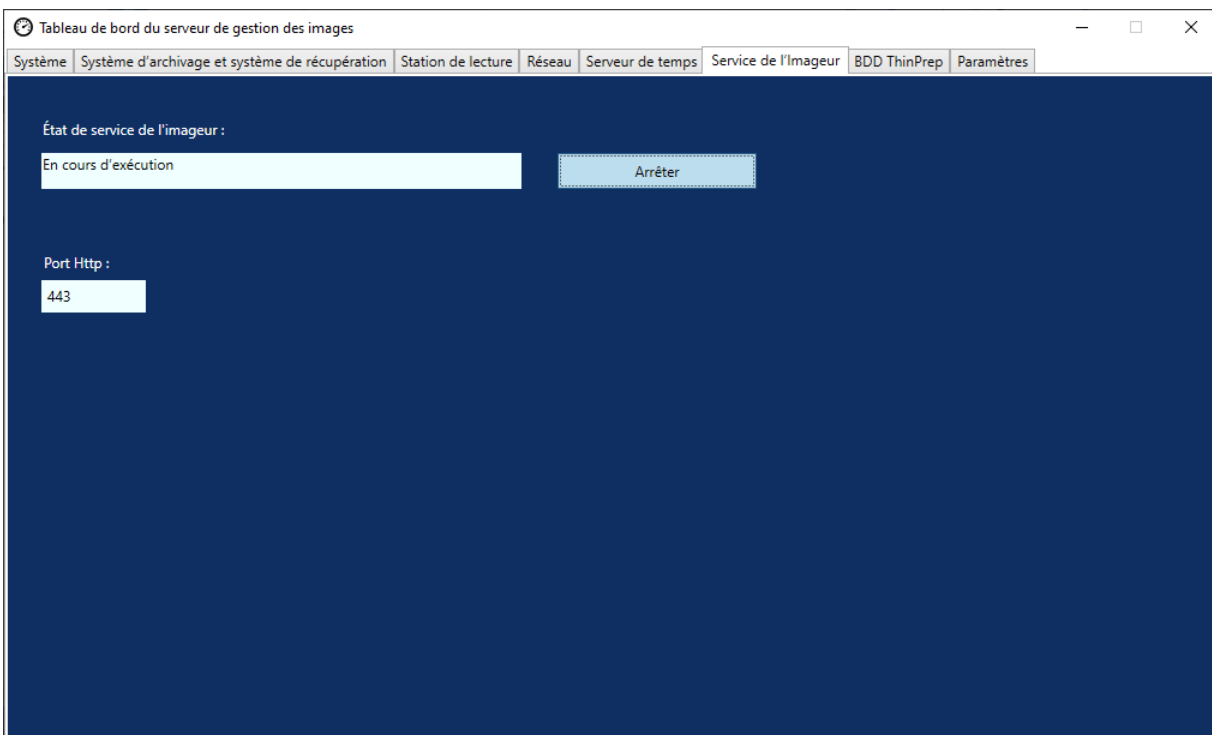 Tableau de bord du serveur de gestion des images
Système Système d'archivage et système de récupération Station de lecture Réseau Serveur de temps Service de l'Imageur BDD ThinPrep Paramètres
État de service de l'imageur :
En cours d'exécution Arrêter
Port Http :
443